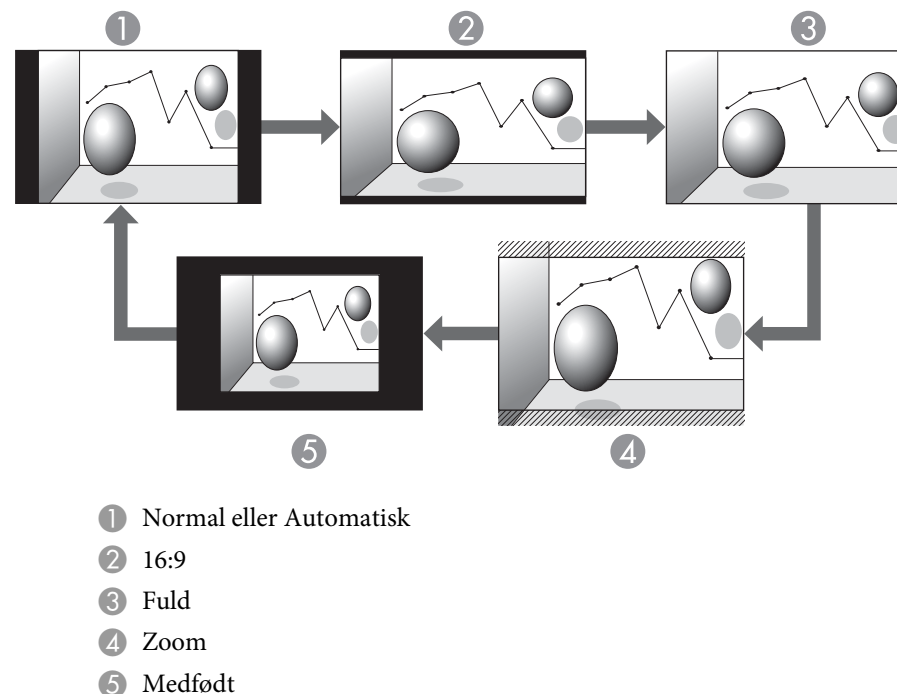 1 2 3
5 4
1 Normal eller Automatisk
2 16:9
3 Fuld
4 Zoom
5 Medfødt